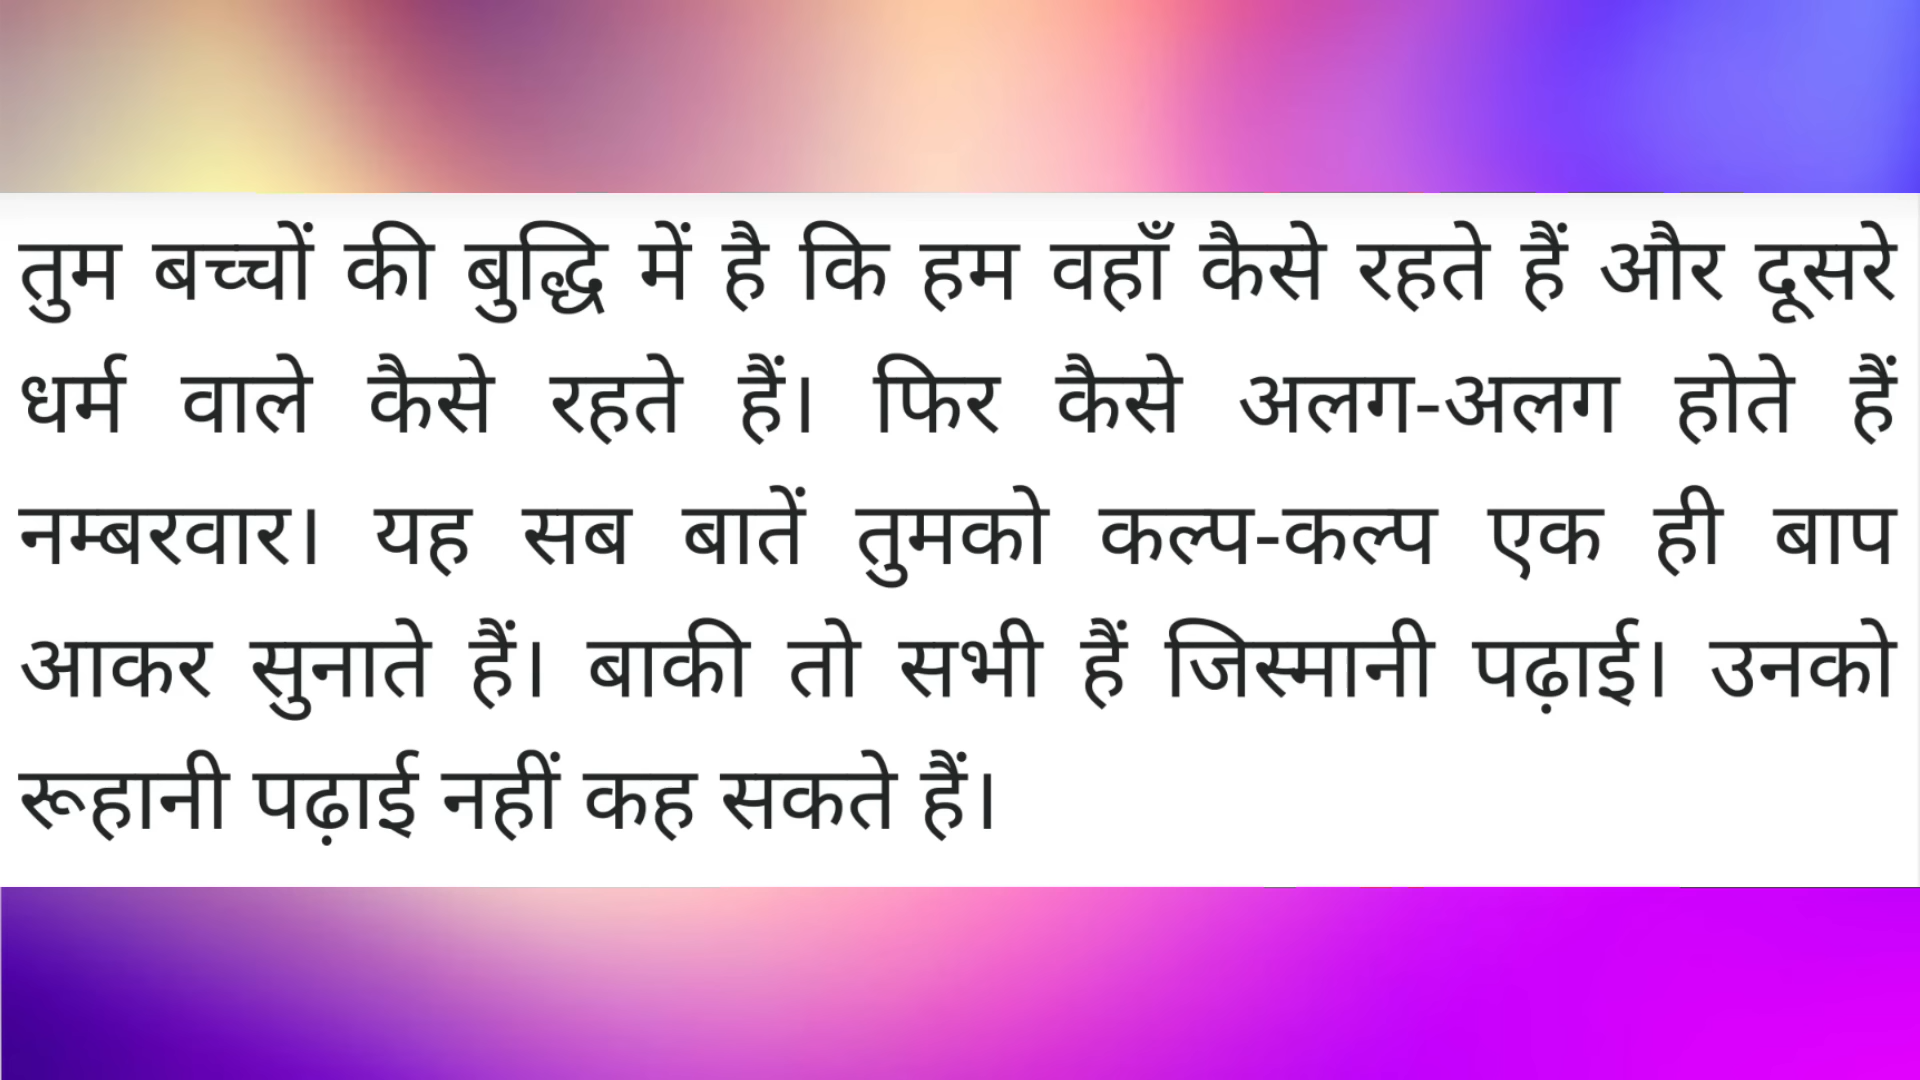 तुम बच्चों की बुद्धि में है कि हम वहाँ कैसे रहते हैं और दूसरे
धर्म वाले कैसे रहते हैं। फिर कैसे अलग-अलग होते हैं
नम्बरवार। यह सब बातें तुमको कल्प-कल्प एक ही बाप
आकर सुनाते हैं। बाकी तो सभी हैं जिस्मानी पढ़ाई। उनको
रूहानी पढ़ाई नहीं कह सकते हैं।